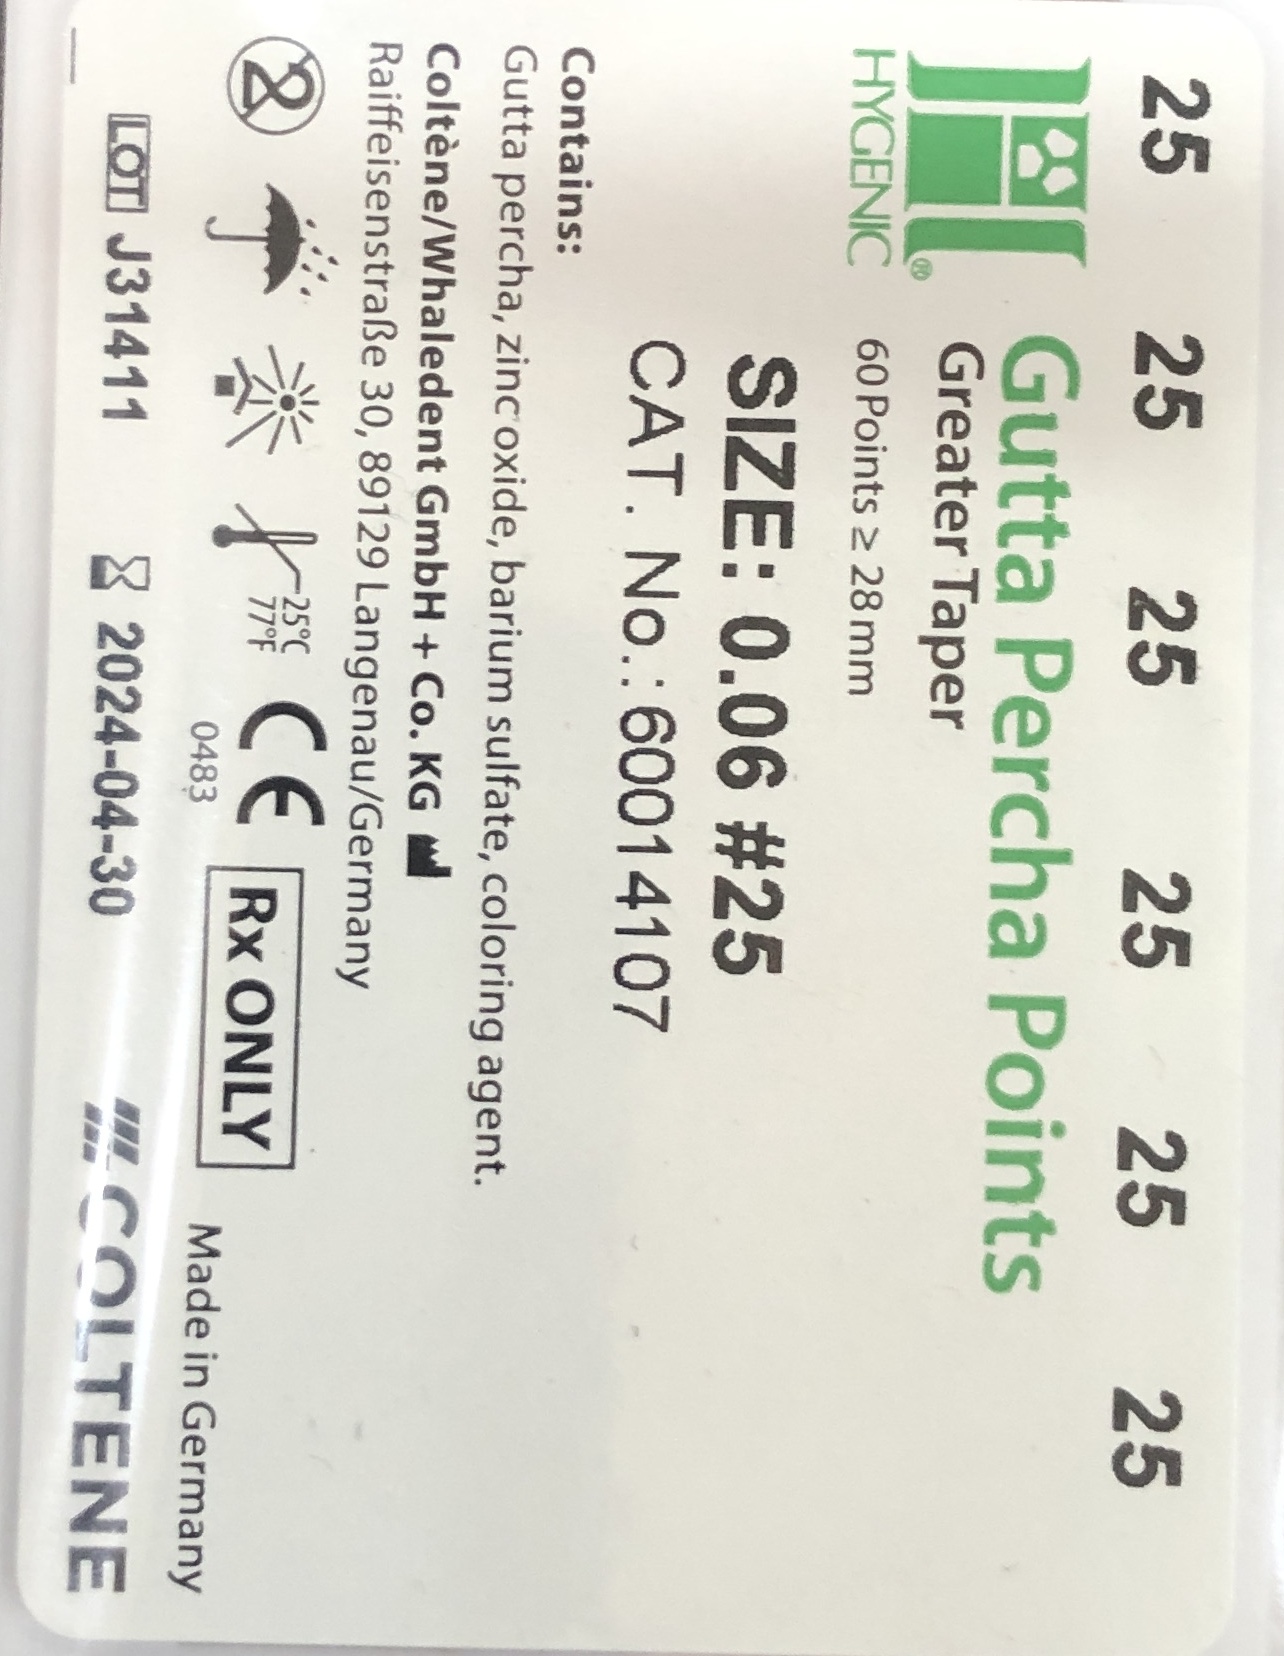 25 25 25 25 25 25
HYGENIC®
Gutta Percha Points
Greater Taper
60 Points ≥ 28 mm
SIZE: 0.06 #25
CAT. No.: 60014107
Contains:
Gutta percha, zinc oxide, barium sulfate, coloring agent.
Coltène/Whaledent GmbH + Co. KG
Raiffeisenstraße 30, 89129 Langenau/Germany
2
25°C
77°F
CE
0483
Rx ONLY
Made in Germany
LOT J31411
2024-04-30
COLTENE